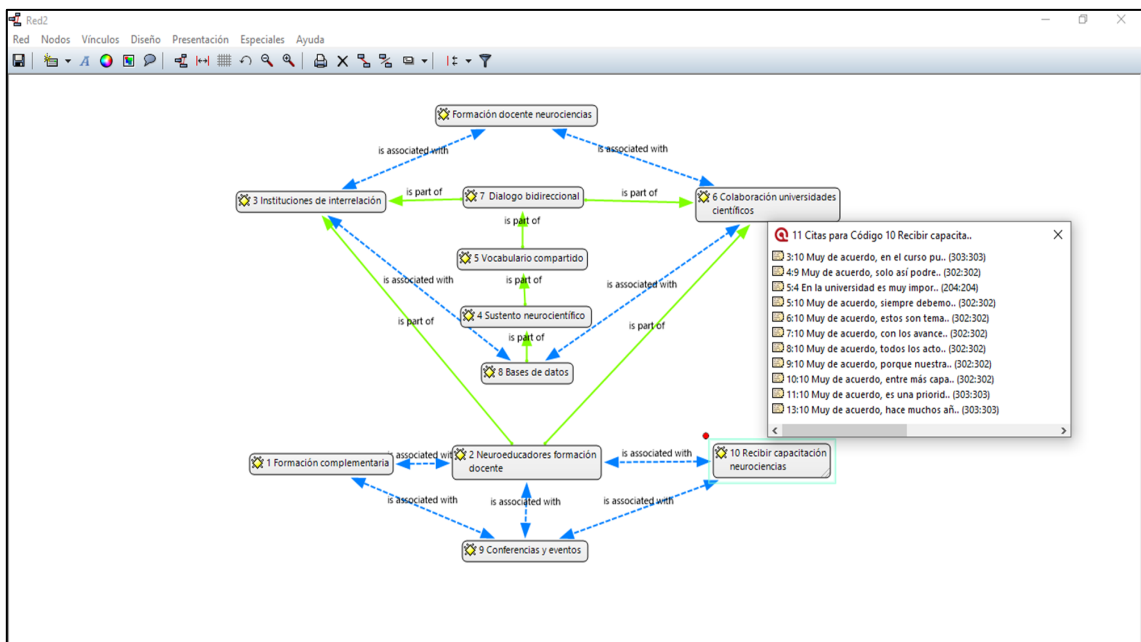 Red2
Red Nodos Vínculos Diseño Presentación Especiales Ayuda
Formación docente neurociencias
is associated with
is associated with
3 Instituciones de interrelación
is part of
7 Dialogo bidireccional
is part of
6 Colaboración universidades
científicos
is part of
5 Vocabulario compartido
is associated with
is part of
is associated with
4 Sustento neurocientífico
is part of
is part of
is part of
8 Bases de datos
11 Citas para Código 10 Recibir capacita..
3:10 Muy de acuerdo, en el curso pu.. (303:303)
4:9 Muy de acuerdo, solo así podre.. (302:302)
5:4 En la universidad es muy impor.. (204:204)
5:10 Muy de acuerdo, siempre debemo.. (302:302)
6:10 Muy de acuerdo, estos son tema.. (302:302)
7:10 Muy de acuerdo, con los avance.. (302:302)
8:10 Muy de acuerdo, todos los acto.. (302:302)
9:10 Muy de acuerdo, porque nuestra.. (302:302)
10:10 Muy de acuerdo, entre más capa.. (302:302)
11:10 Muy de acuerdo, es una priorid.. (303:303)
13:10 Muy de acuerdo, hace muchos añ.. (303:303)
1 Formación complementaria
is associated with
2 Neuroeducadores formación
docente
is associated with
10 Recibir capacitación
neurociencias
is associated with
is associated with
is associated with
9 Conferencias y eventos